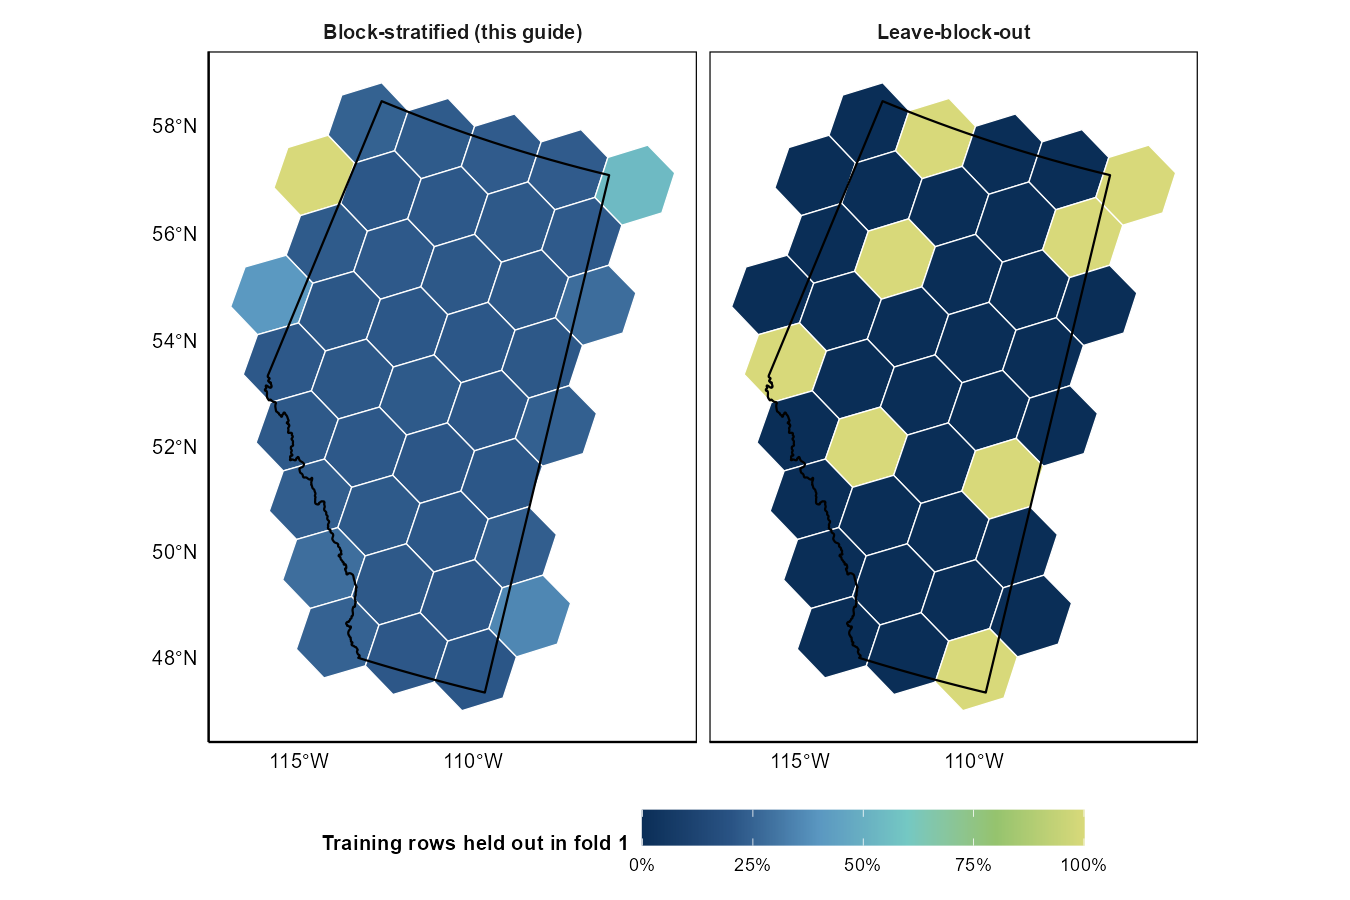 Block-stratified (this guide)
Leave-block-out
58°N
56°N
54°N
52°N
50°N
48°N
115°W
110°W
115°W
110°W
Training rows held out in fold 1
0%
25%
50%
75%
100%